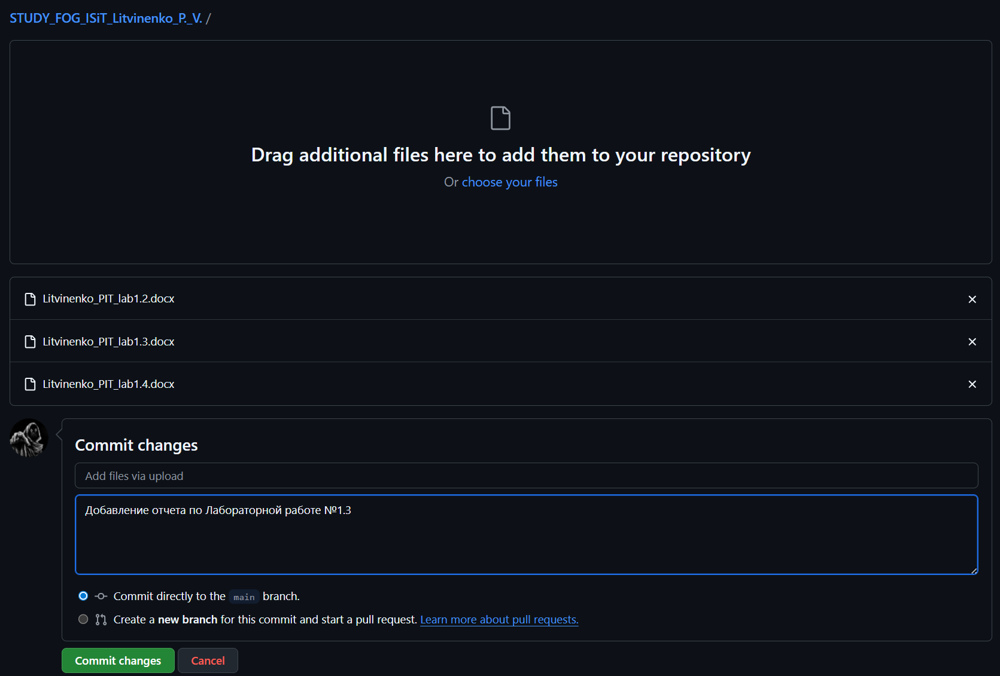 STUDY_FOG_ISiT_Litvinenko_P._V. /
Drag additional files here to add them to your repository
Or choose your files
Litvinenko_PIT_lab1.2.docx
Litvinenko_PIT_lab1.3.docx
Litvinenko_PIT_lab1.4.docx
Commit changes
Add files via upload
Добавление отчета по Лабораторной работе №1.3
Commit directly to the main branch.
Create a new branch for this commit and start a pull request. Learn more about pull requests.
Commit changes Cancel